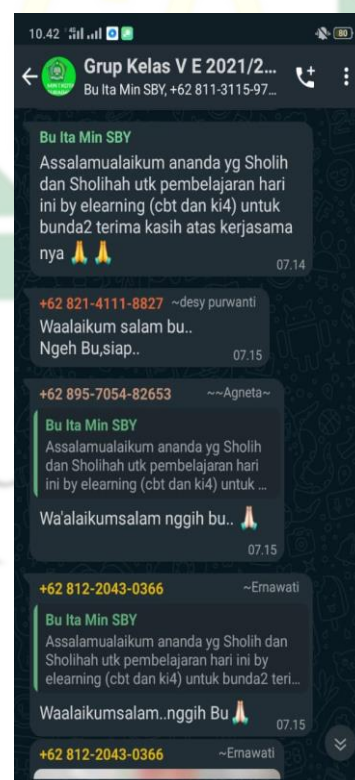 10.42
80
Grup Kelas V E 2021/2...
Bu Ita Min SBY, +62 811-3115-97...
Bu Ita Min SBY
Assalamualaikum ananda yg Sholih
dan Sholihah utk pembelajaran hari
ini by elearning (cbt dan ki4) untuk
bunda2 terima kasih atas kerjasama
nya 🙏 🙏
07.14
+62 821-4111-8827 ~desy purwanti
Waalaikum salam bu..
Ngeh Bu,siap..
07.15
+62 895-7054-82653 ~~Agneta~
Bu Ita Min SBY
Assalamualaikum ananda yg Sholih
dan Sholihah utk pembelajaran hari
ini by elearning (cbt dan ki4) untuk ...
Wa'alaikumsalam nggih bu.. 🙏🏻
07.15
+62 812-2043-0366 ~Ernawati
Bu Ita Min SBY
Assalamualaikum ananda yg Sholih dan
Sholihah utk pembelajaran hari ini by
elearning (cbt dan ki4) untuk bunda2 teri...
Waalaikumsalam..nggih Bu🙏🏻
07.15
+62 812-2043-0366 ~Ernawati